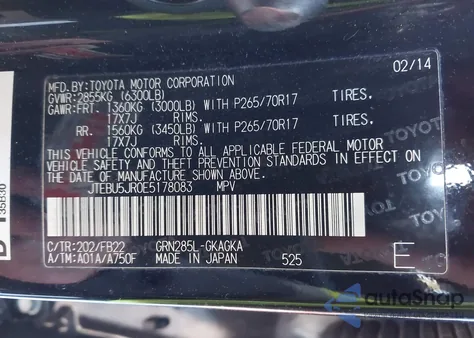 MFD. BY:TOYOTA MOTOR CORPORATION 02/14
GVWR:2855KG (6300LB)
GAWR:FRT. 1360KG (3000LB) WITH P265/70R17 TIRES.
17X7J RIMS.
RR. 1560KG (3450LB) WITH P265/70R17 TIRES.
17X7J RIMS.
THIS VEHICLE CONFORMS TO ALL APPLICABLE FEDERAL MOTOR
VEHICLE SAFETY AND THEFT PREVENTION STANDARDS IN EFFECT ON
THE DATE OF MANUFACTURE SHOWN ABOVE.
JTEBU5JR0E5178083 MPV
C/TR:202/FB22 GRN285L-GKAGKA
A/TM:A01A/A750F MADE IN JAPAN 525 E
35B30
TOYOTA
autoSnap